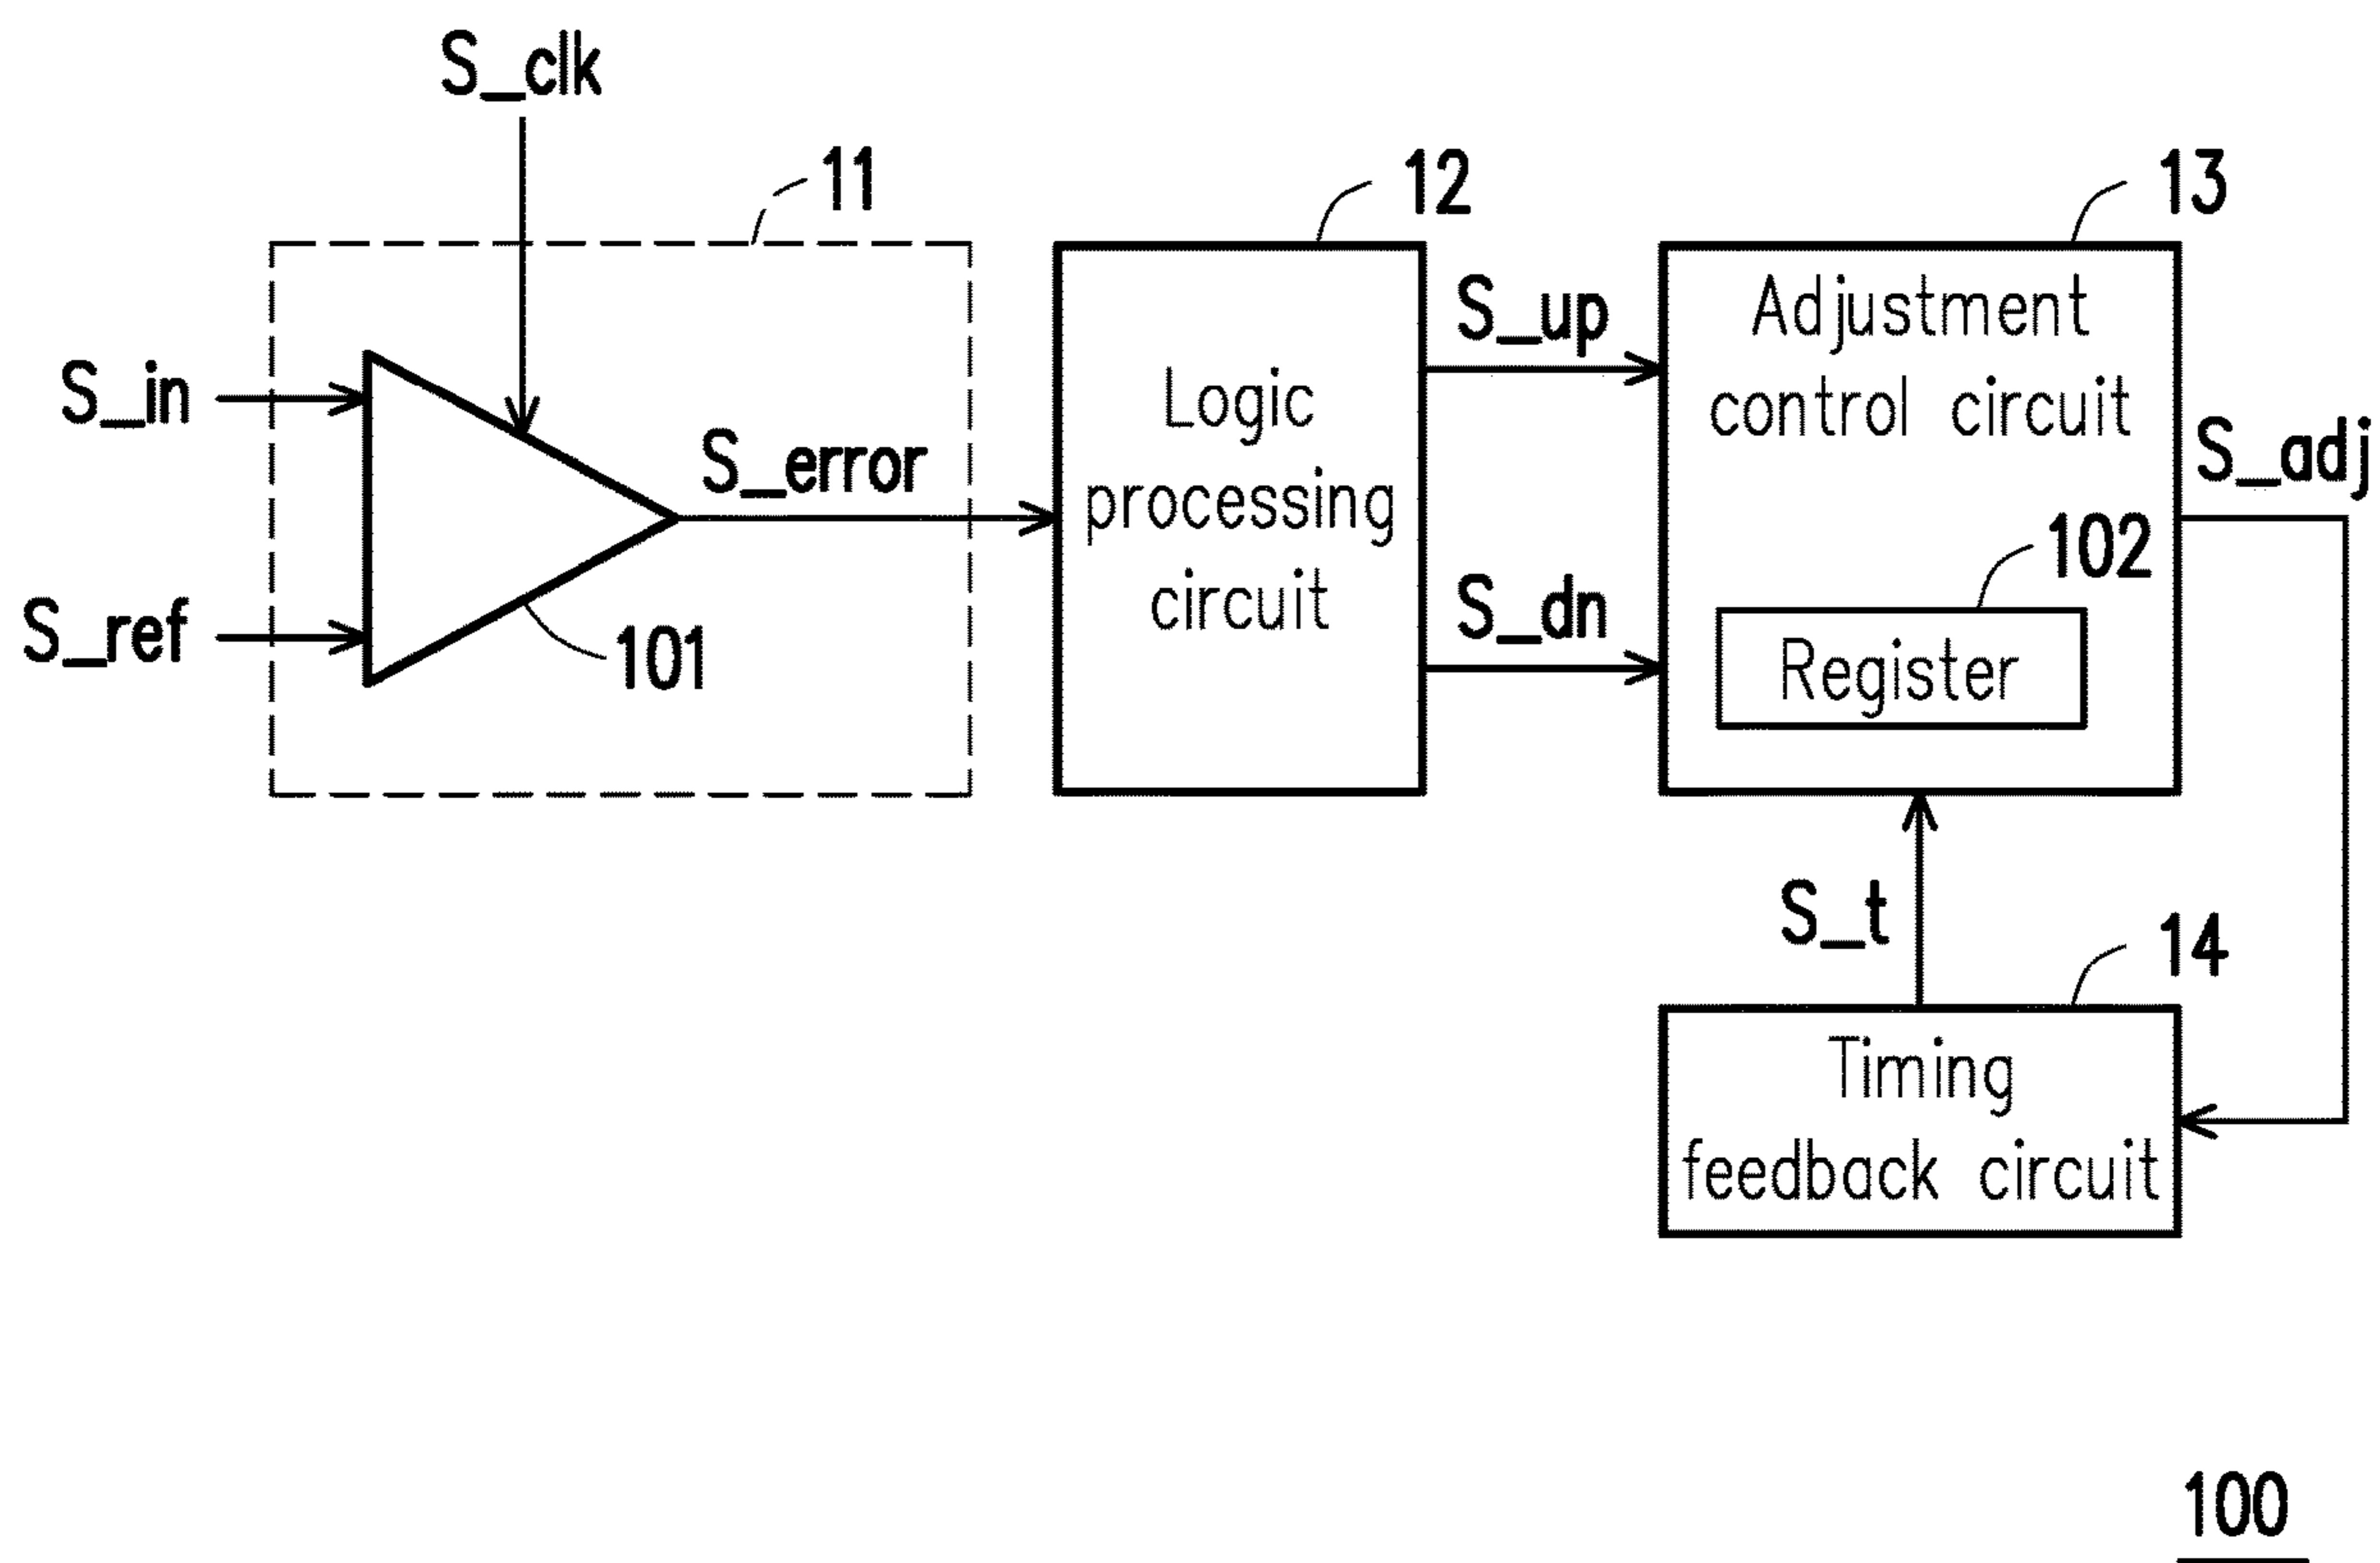 S_clk
11
12
13
S_in
S_ref
101
S_error
Logic
processing
circuit
S_up
S_dn
Adjustment
control circuit
102
Register
S_adj
S_t
14
Timing
feedback circuit
100